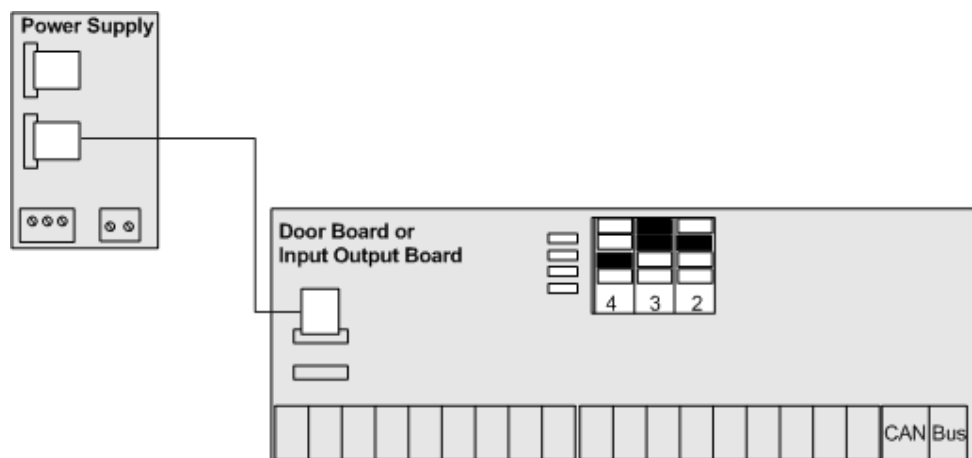 Power Supply
Door Board or
Input Output Board
4 3 2
CAN Bus